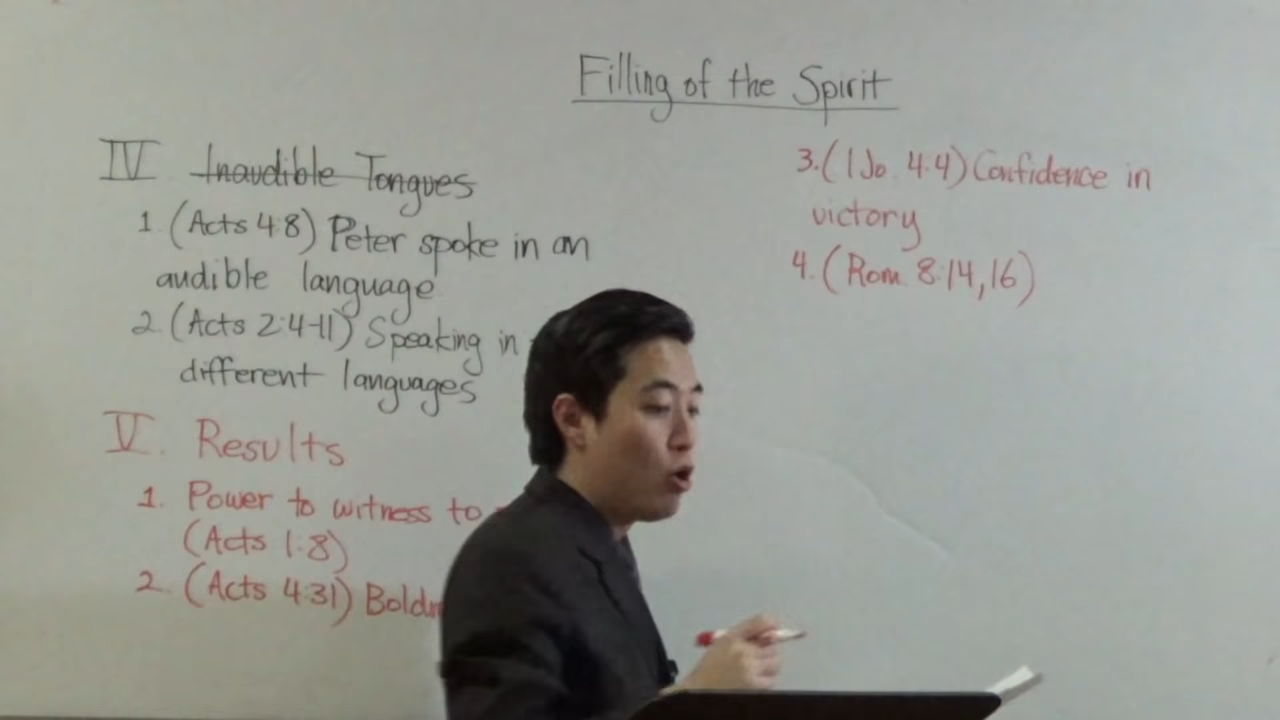 Filling of the Spirit
IV Inaudible Tongues
1. (Acts 4:8) Peter spoke in an
audible language
2. (Acts 2:4-11) Speaking in
different languages
V. Results
1. Power to witness to
(Acts 1:8)
2. (Acts 4:31)
3. (1 Jo. 4:4) Confidence in
victory
4. (Rom. 8:14,16)